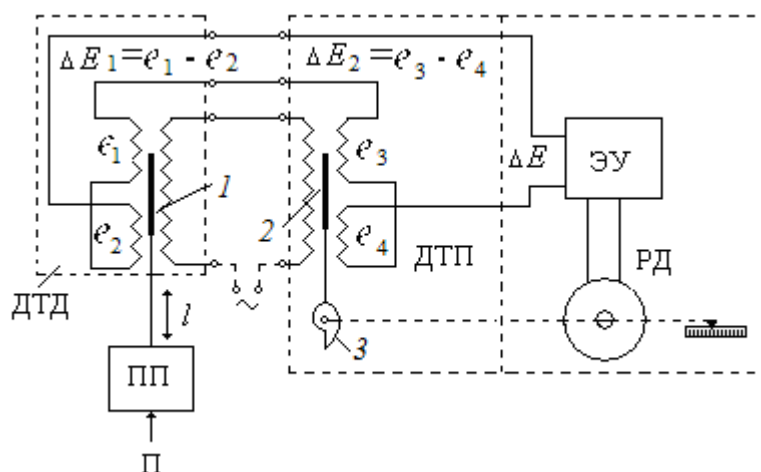 ΔE₁ = e₁ - e₂
ΔE₂ = e₃ - e₄
e₁
e₂
1
2
e₃
e₄
ΔE
ЭУ
ДТД
ДТП
РД
l
3
ПП
П
~